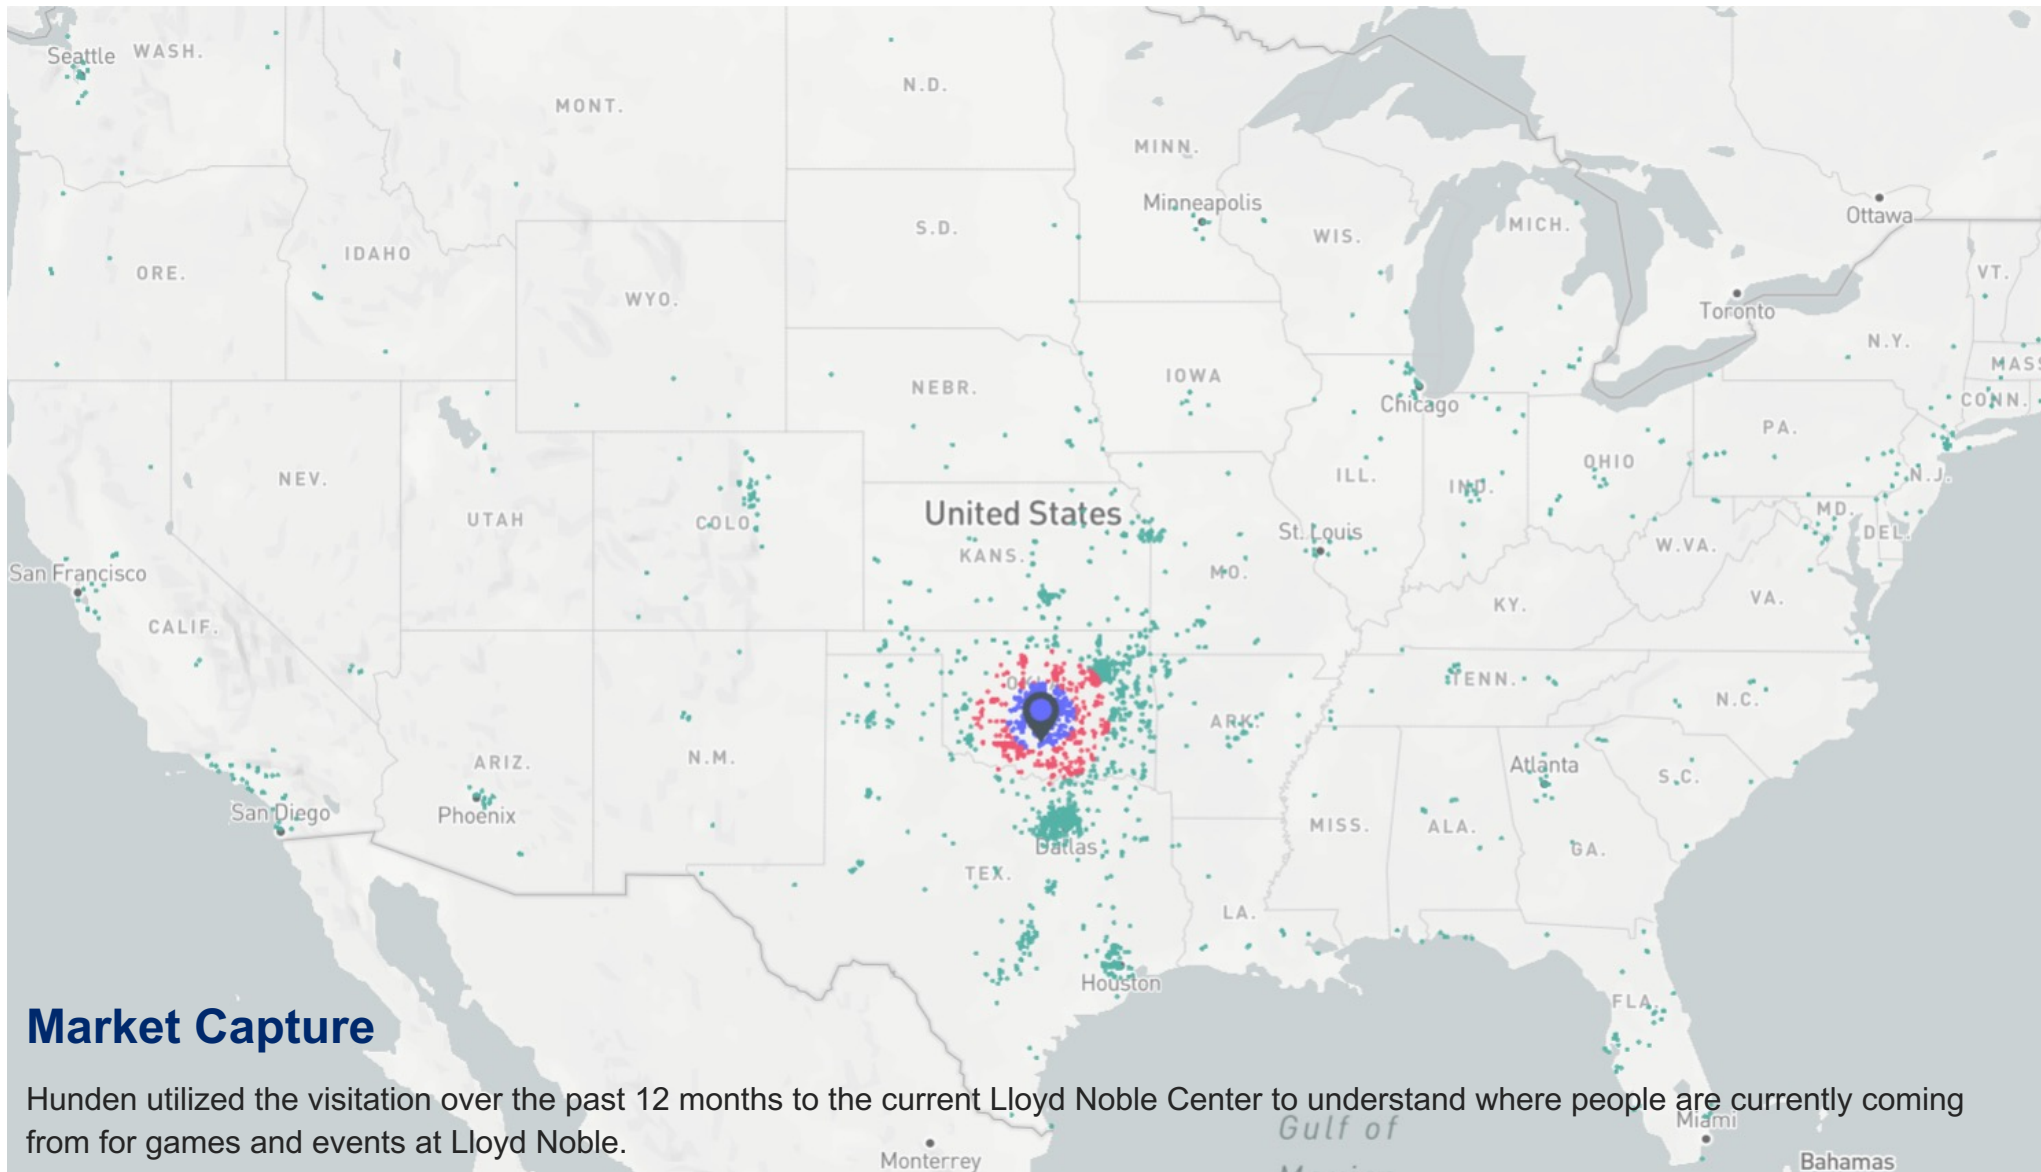 Seattle
WASH.
MONT.
N.D.
MINN.
Minneapolis
Ottawa
ORE.
IDAHO
WYO.
S.D.
WIS.
MICH.
VT.
Toronto
N.Y.
MASS
NEBR.
IOWA
Chicago
CONN.
PA.
NEV.
UTAH
COLO
ILL.
IND.
OHIO
N.J.
United States
St. Louis
MD.
DEL.
KANS.
MO.
W.VA.
San Francisco
CALIF.
KY.
VA.
TENN.
N.C.
ARK.
ARIZ.
N.M.
Atlanta
S.C.
San Diego
Phoenix
Dallas
MISS.
ALA.
GA.
TEX.
LA.
Houston
FLA.
Market Capture
Hunden utilized the visitation over the past 12 months to the current Lloyd Noble Center to understand where people are currently coming
from for games and events at Lloyd Noble.
Miami
Gulf of
Monterrey
Bahamas